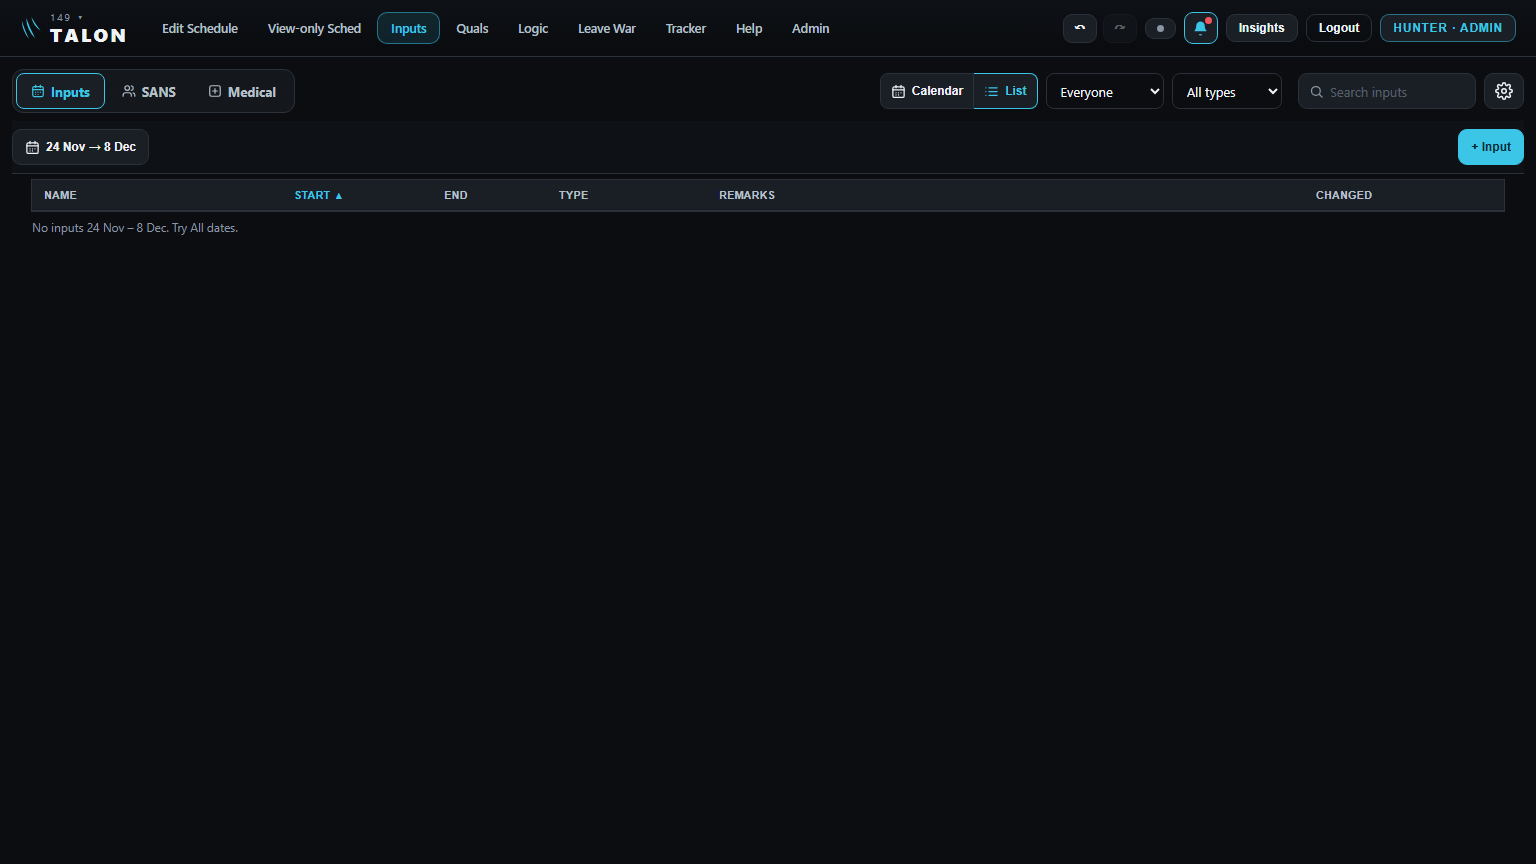 149 ▾
TALON
Edit Schedule
View-only Sched
Inputs
Quals
Logic
Leave War
Tracker
Help
Admin
Insights
Logout
HUNTER · ADMIN
Inputs
SANS
Medical
Calendar
List
Everyone
All types
Search inputs
24 Nov → 8 Dec
+ Input
NAME
START ▲
END
TYPE
REMARKS
CHANGED
No inputs 24 Nov – 8 Dec. Try All dates.